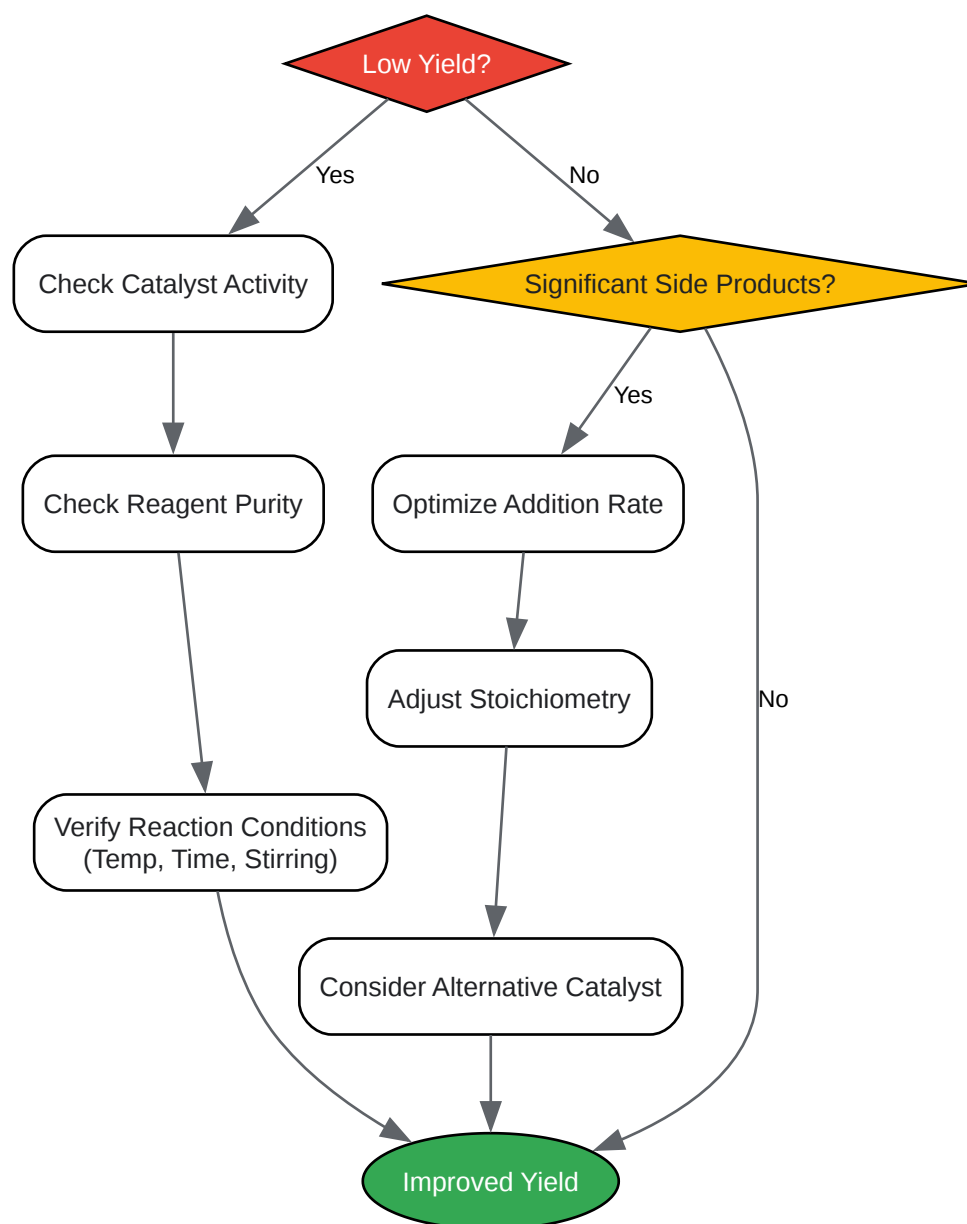 Low Yield?
Yes
No
Check Catalyst Activity
Significant Side Products?
Yes
Check Reagent Purity
Optimize Addition Rate
Adjust Stoichiometry
No
Verify Reaction Conditions
(Temp, Time, Stirring)
Consider Alternative Catalyst
Improved Yield